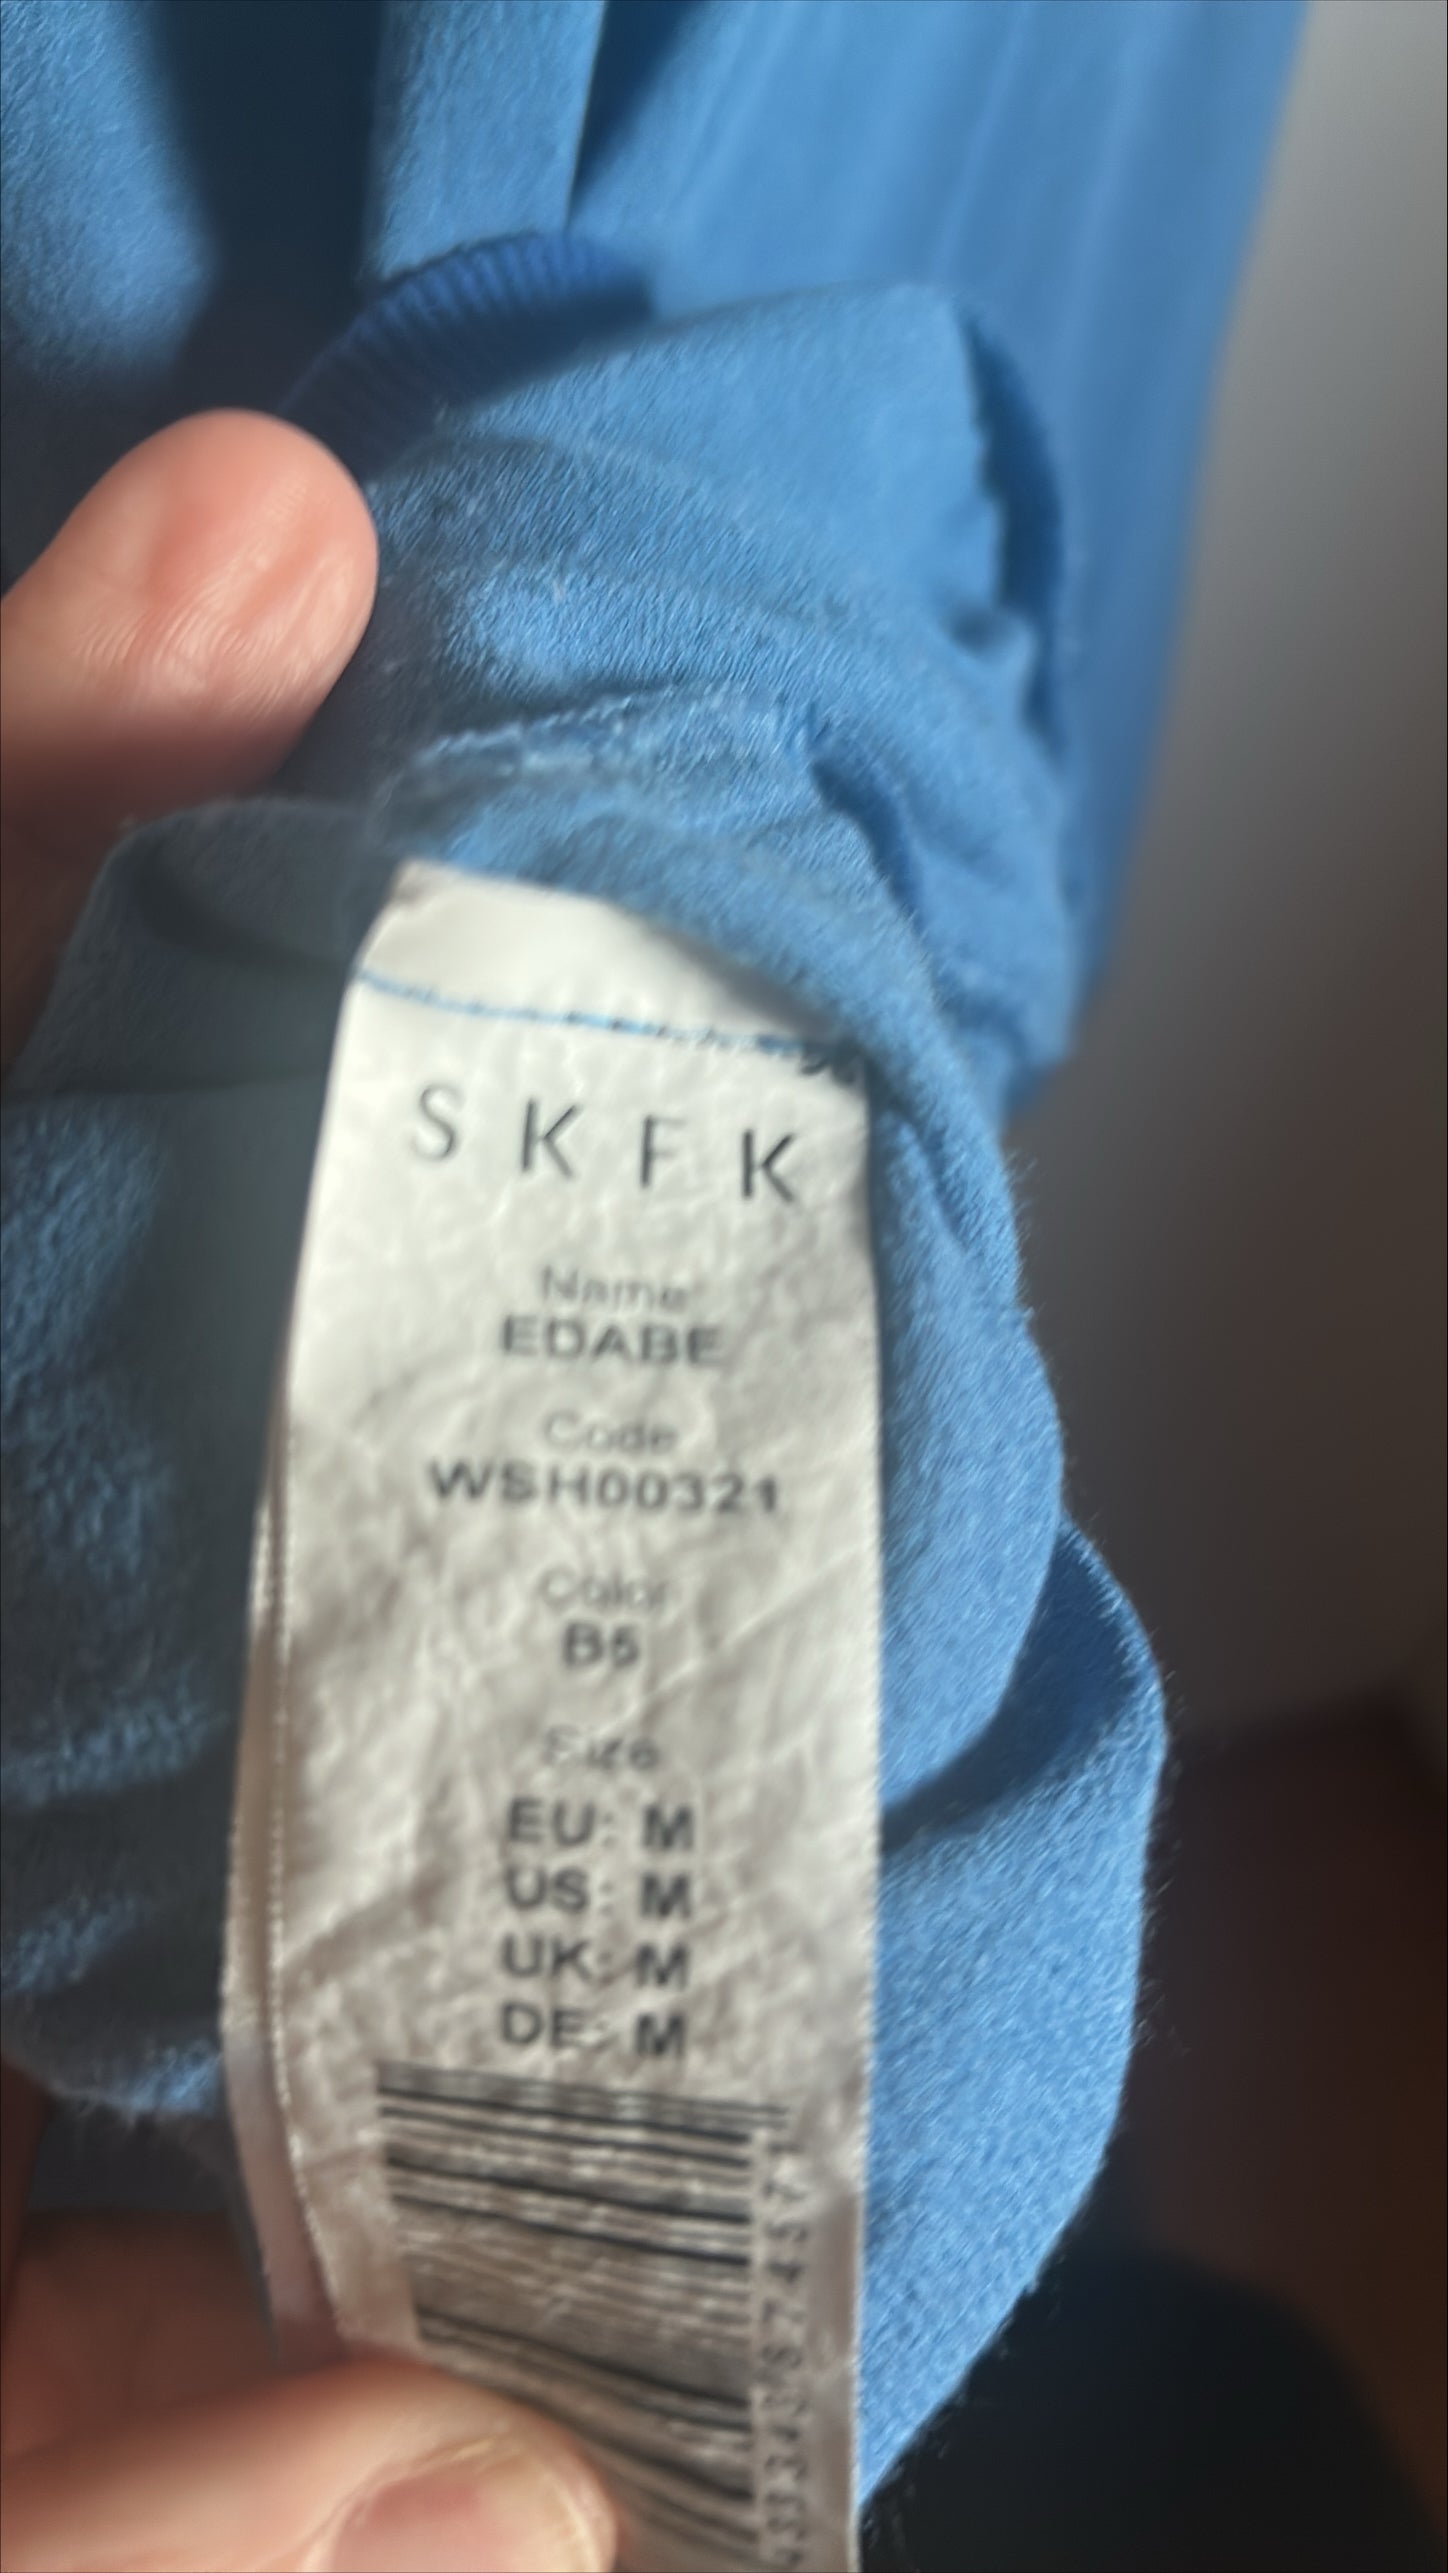 SKFK
Name
EDABE
Code
WSH00321
Color
B5
Size
EU: M
US: M
UK: M
DE: M